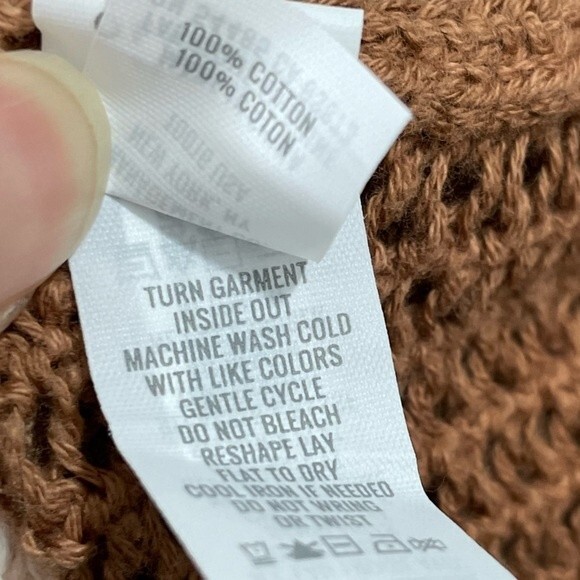 100% COTTON
100% COTON
TURN GARMENT
INSIDE OUT
MACHINE WASH COLD
WITH LIKE COLORS
GENTLE CYCLE
DO NOT BLEACH
RESHAPE LAY
FLAT TO DRY
COOL IRON IF NEEDED
DO NOT WRING
OR TWIST